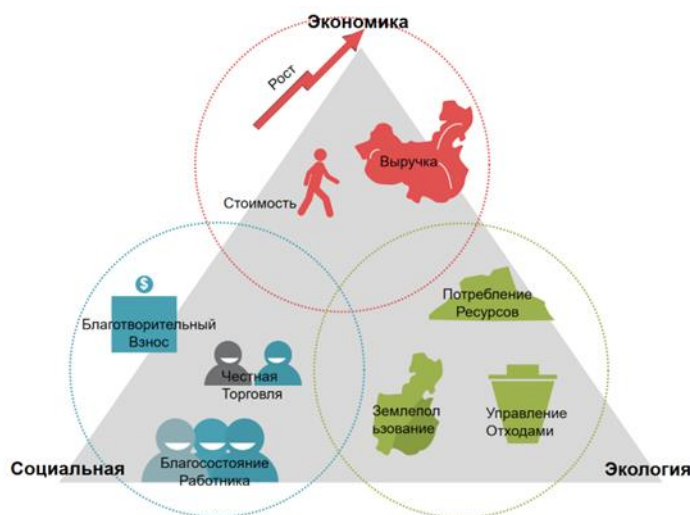 Экономика
Рост
Выручка
Стоимость
Потребление
Ресурсов
$
Благотворительный
Взнос
Честная
Торговля
Землепол
ьзование
Управление
Отходами
Социальная
Благосостояние
Работника
Экология